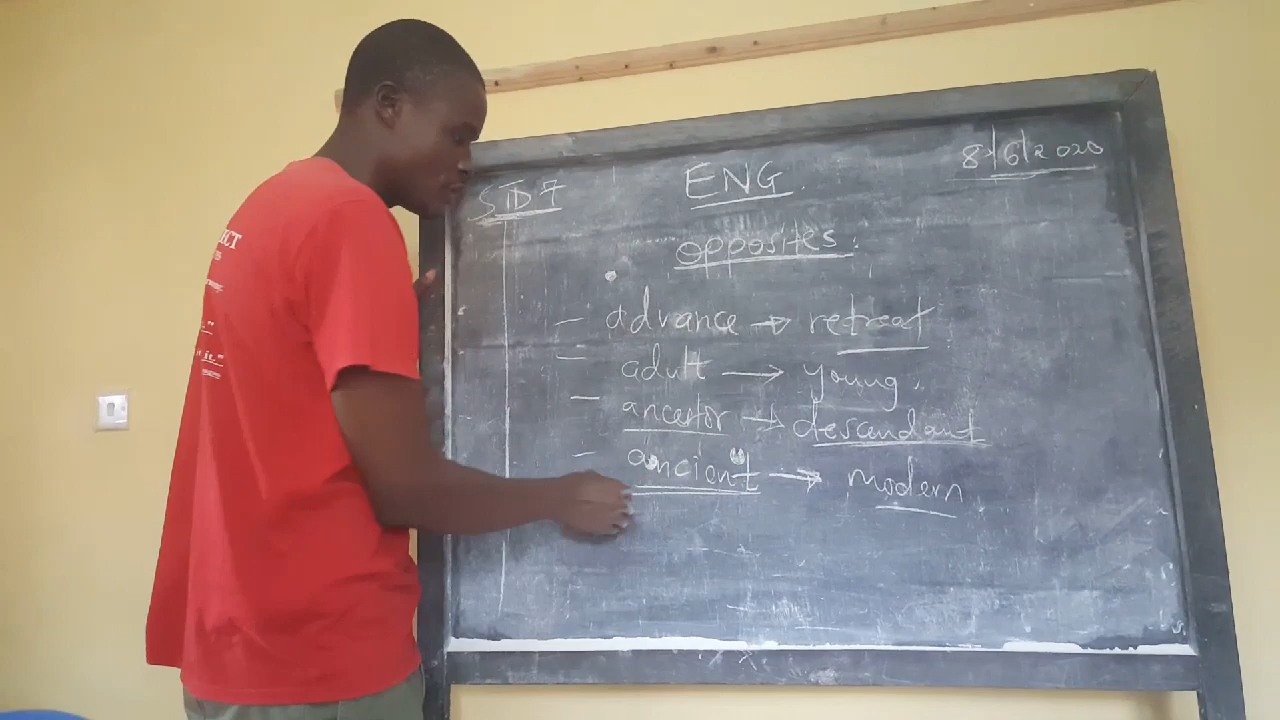 STD 7 ENG. 8/6/2020
opposites.
- advance → retreat
- adult → young.
- ancestor → descendant
- ancient → modern